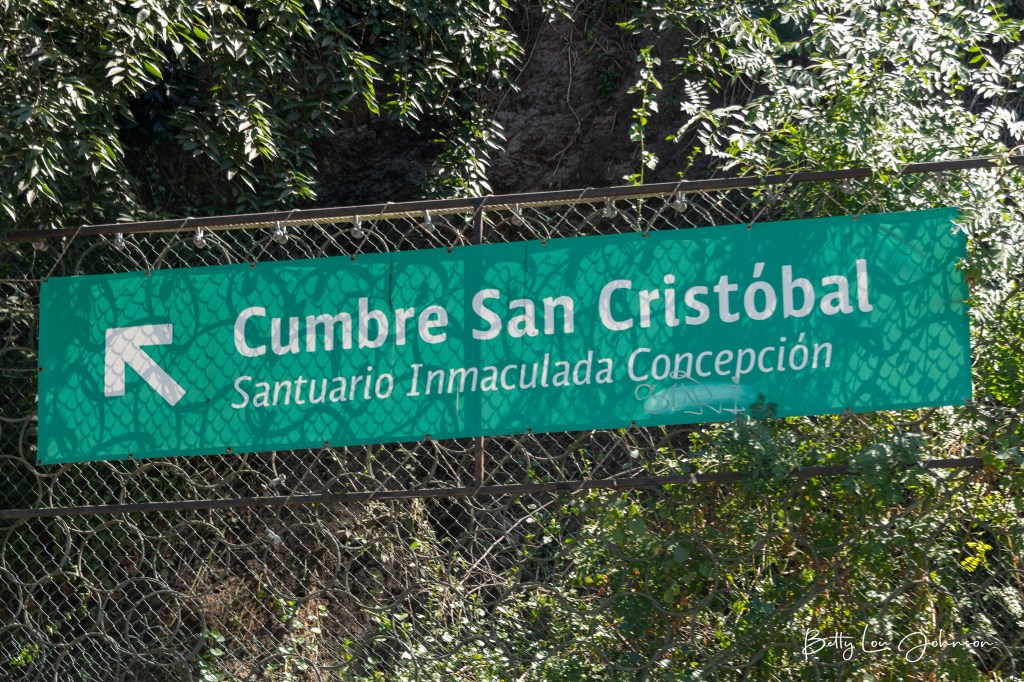 Cumbre San Cristóbal
Santuario Inmaculada Concepción
Betty Lou Johnson